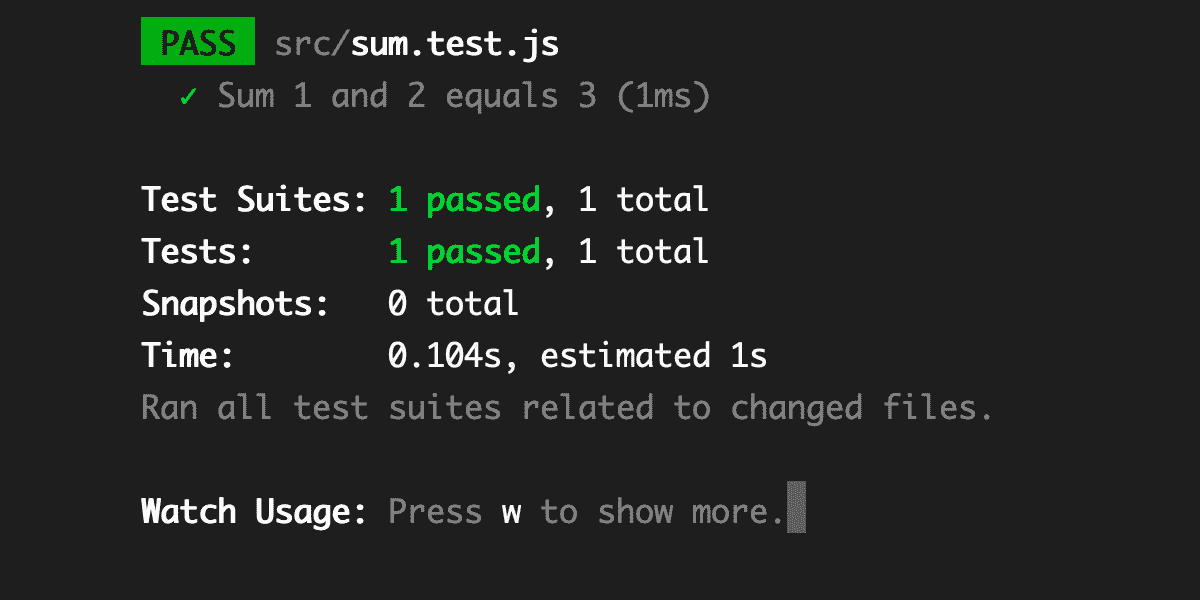 PASS src/sum.test.js
✓ Sum 1 and 2 equals 3 (1ms)
Test Suites: 1 passed, 1 total
Tests: 1 passed, 1 total
Snapshots: 0 total
Time: 0.104s, estimated 1s
Ran all test suites related to changed files.
Watch Usage: Press w to show more.